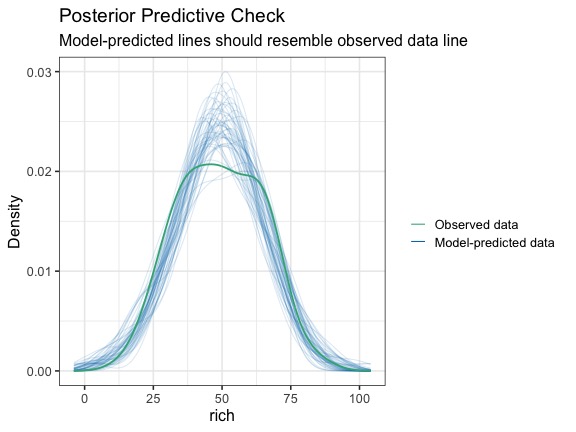 Posterior Predictive Check
Model-predicted lines should resemble observed data line
0.03
0.02
0.01
0.00
Density
0
25
50
75
100
rich
Observed data
Model-predicted data